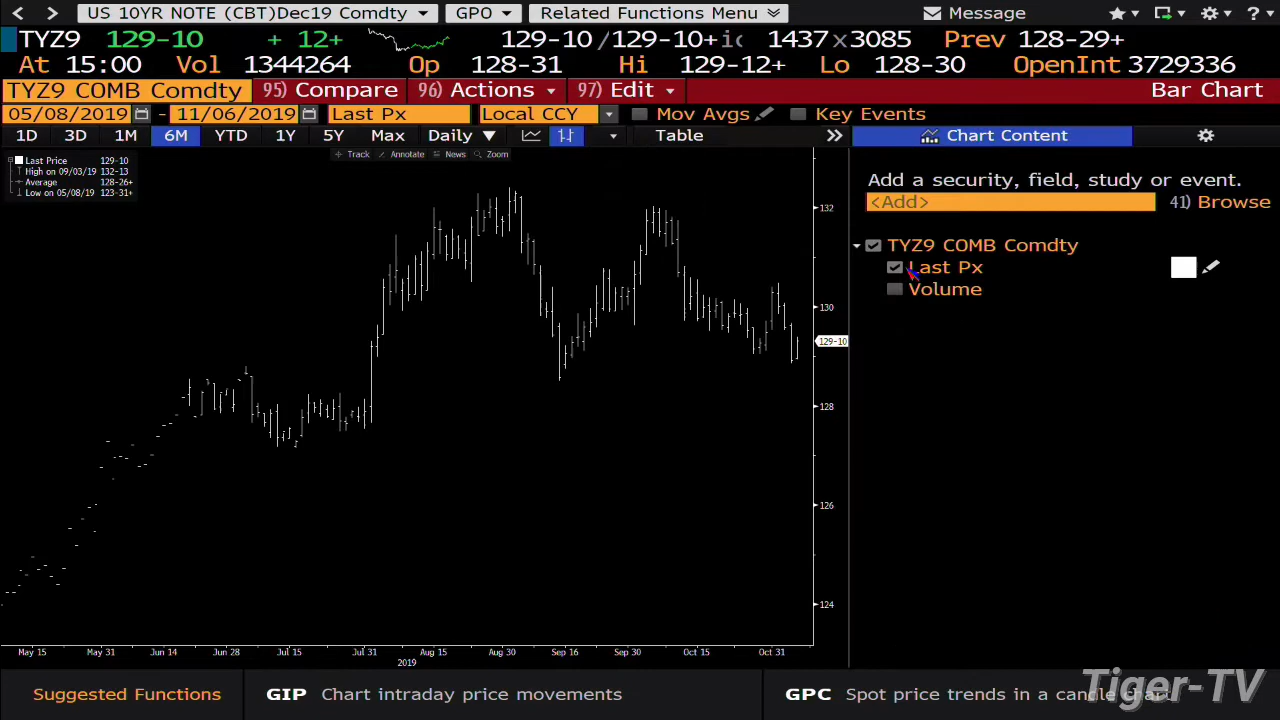 US 10YR NOTE (CBT)Dec19 Comdty GPO Related Functions Menu Message
TYZ9 129-10 + 12+ 129-10 /129-10+ 1437 x 3085 Prev 128-29+
At 15:00 Vol 1344264 Op 128-31 Hi 129-12+ Lo 128-30 OpenInt 3729336
TYZ9 COMB Comdty 95) Compare 96) Actions 97) Edit Bar Chart
05/08/2019 - 11/06/2019 Last Px Local CCY Mov Avgs Key Events
1D 3D 1M 6M YTD 1Y 5Y Max Daily Table Chart Content
Track Annotate News Zoom
Last Price 129-10
High on 09/03/19 132-13
Average 128-26+
Low on 05/08/19 123-31+
Add a security, field, study or event.
<Add> 41) Browse
TYZ9 COMB Comdty
Last Px
Volume
132
130
129-10
128
126
124
May 15 May 31 Jun 14 Jun 28 Jul 15 Jul 31 Aug 15 Aug 30 Sep 16 Sep 30 Oct 15 Oct 31
2019
Suggested Functions GIP Chart intraday price movements GPC Spot price trends in a candle chart
Tiger-TV